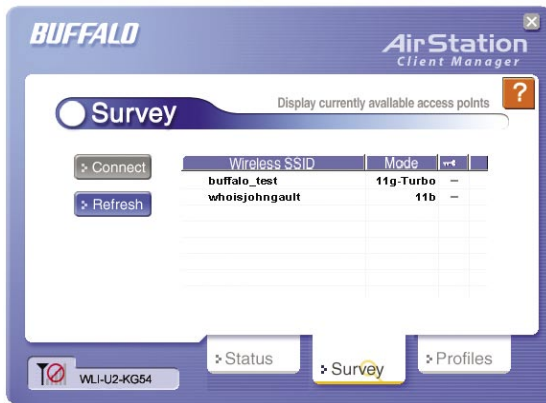 BUFFALO
AirStation
Client Manager
Survey
Display currently available access points
?
Connect
Refresh
Wireless SSID Mode
buffalo_test 11g-Turbo –
whoisjohngault 11b –
Status
Survey
Profiles
WLI-U2-KG54